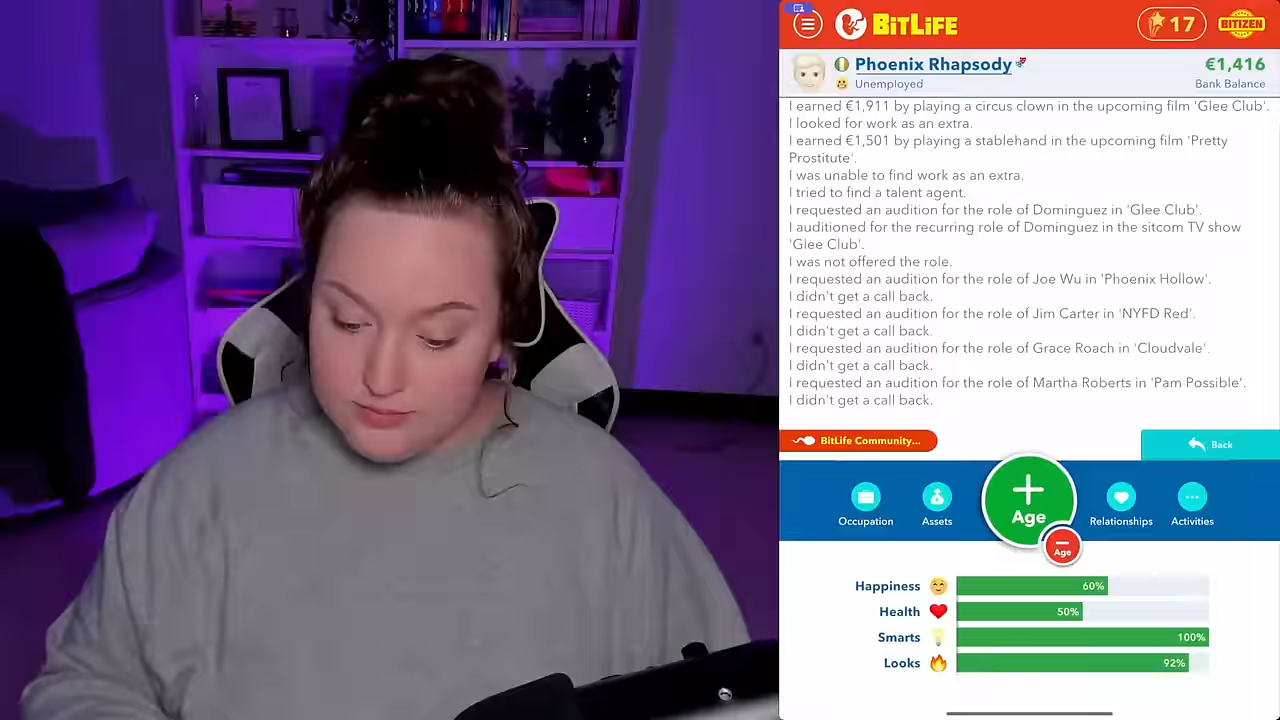 BITLIFE
17
BITIZEN
Phoenix Rhapsody
€1,416
Unemployed
Bank Balance
I earned €1,911 by playing a circus clown in the upcoming film 'Glee Club'.
I looked for work as an extra.
I earned €1,501 by playing a stablehand in the upcoming film 'Pretty
Prostitute'.
I was unable to find work as an extra.
I tried to find a talent agent.
I requested an audition for the role of Dominguez in 'Glee Club'.
I auditioned for the recurring role of Dominguez in the sitcom TV show
'Glee Club'.
I was not offered the role.
I requested an audition for the role of Joe Wu in 'Phoenix Hollow'.
I didn't get a call back.
I requested an audition for the role of Jim Carter in 'NYFD Red'.
I didn't get a call back.
I requested an audition for the role of Grace Roach in 'Cloudvale'.
I didn't get a call back.
I requested an audition for the role of Martha Roberts in 'Pam Possible'.
I didn't get a call back.
BitLife Community...
Back
Occupation
Assets
Age
Relationships
Activities
Age
Happiness 60%
Health 50%
Smarts 100%
Looks 92%